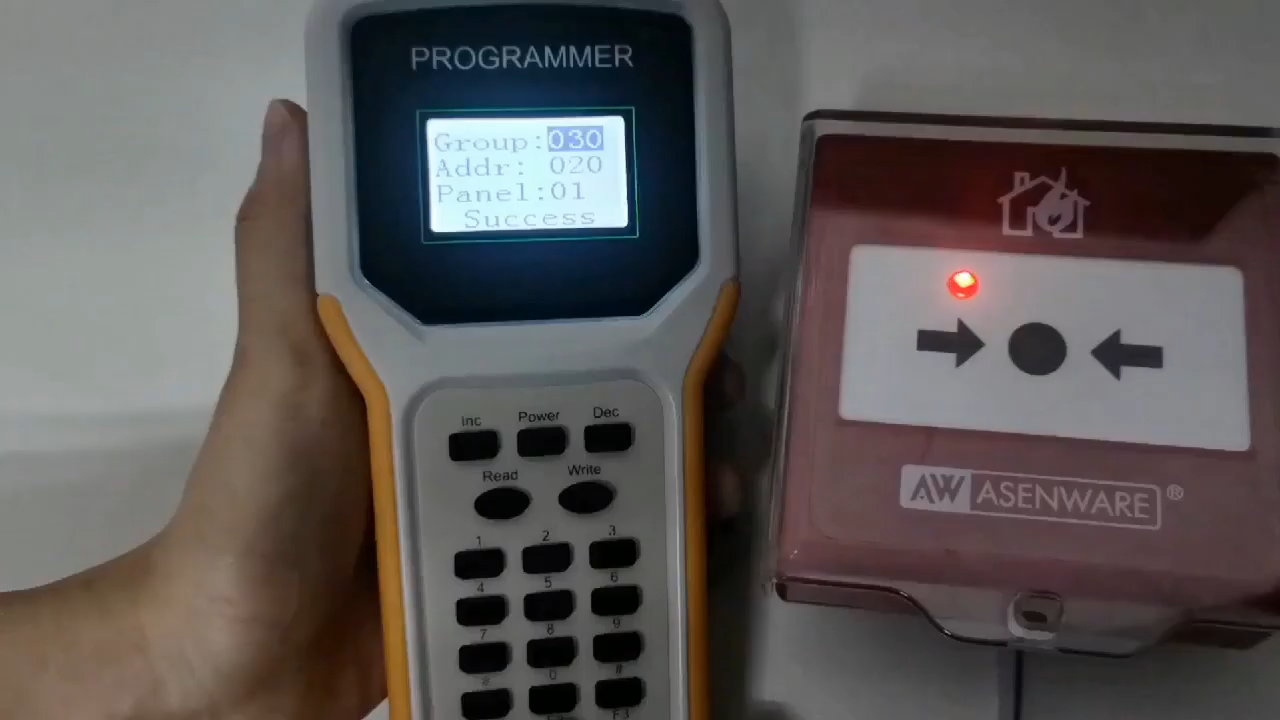 PROGRAMMER
Group:030
Addr: 020
Panel:01
Success
Inc Power Dec
Read Write
1 2 3
4 5 6
7 8 9
* 0 #
F3
AW ASENWARE®